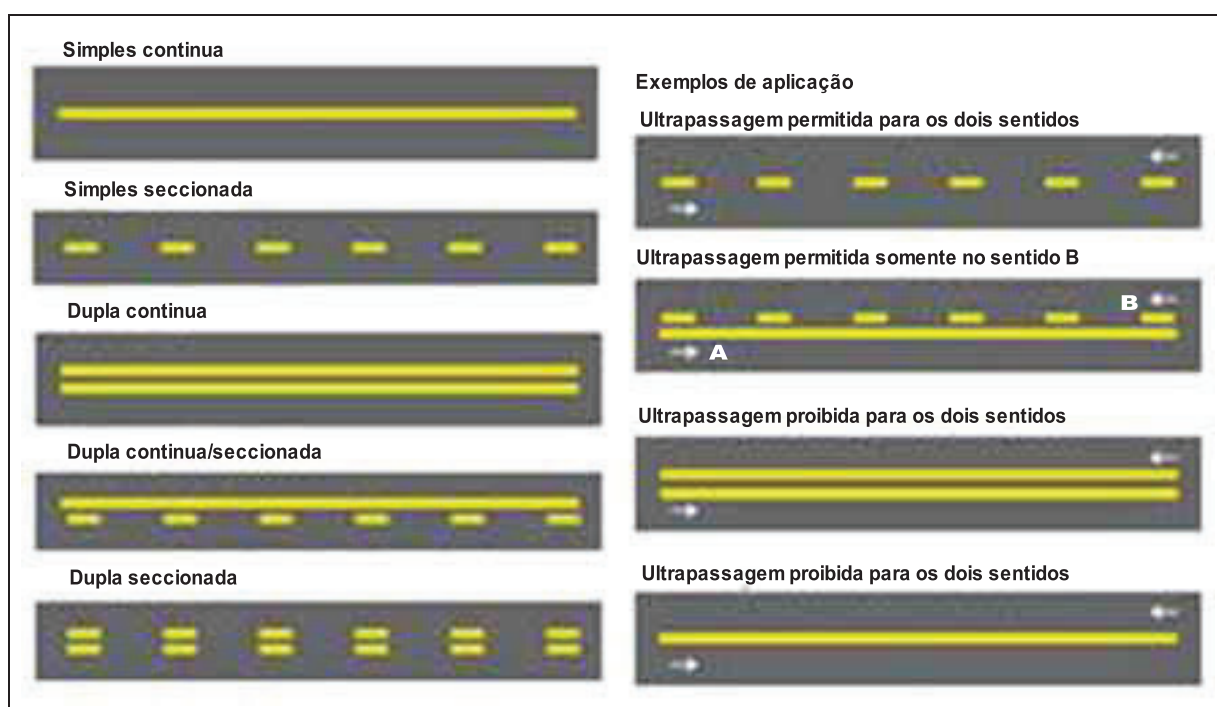 Simples continua
Simples seccionada
Dupla continua
Dupla continua/seccionada
Dupla seccionada
Exemplos de aplicação
Ultrapassagem permitida para os dois sentidos
Ultrapassagem permitida somente no sentido B
B
A
Ultrapassagem proibida para os dois sentidos
Ultrapassagem proibida para os dois sentidos